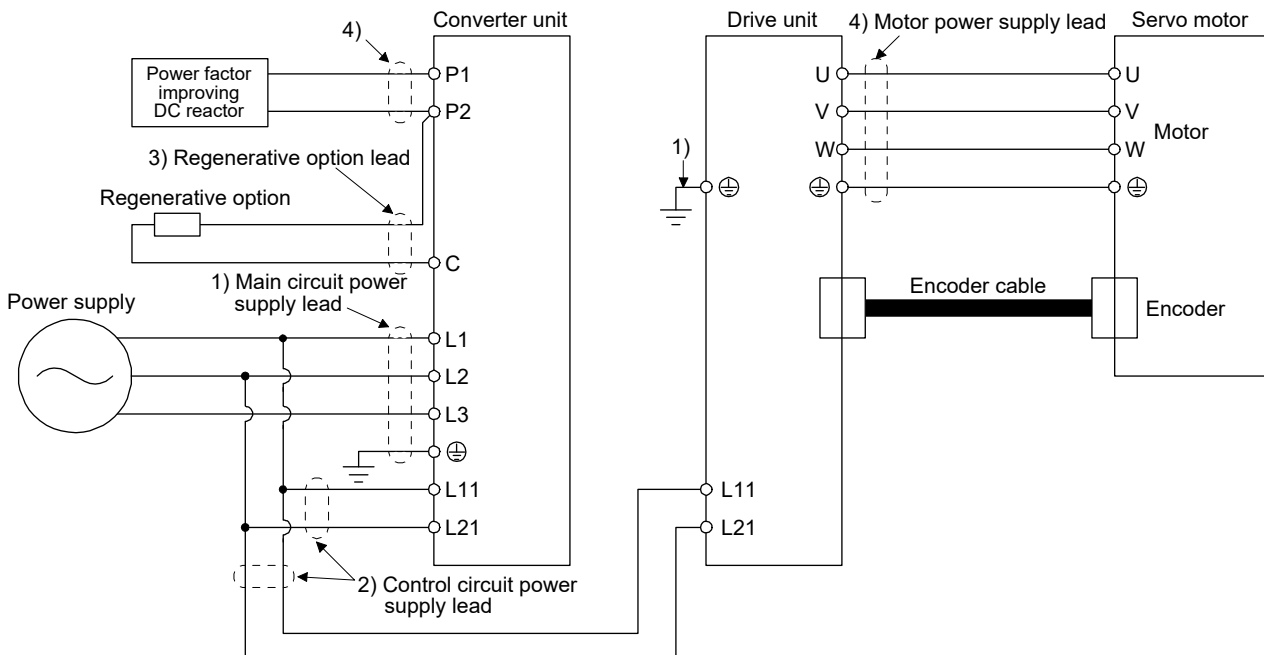 Converter unit
Drive unit
4) Motor power supply lead
Servo motor
4)
Power factor
improving
DC reactor
P1
P2
U
V
W
U
V
W
Motor
3) Regenerative option lead
1)
Regenerative option
C
1) Main circuit power
supply lead
Power supply
Encoder cable
Encoder
L1
L2
L3
L11
L21
L11
L21
2) Control circuit power
supply lead